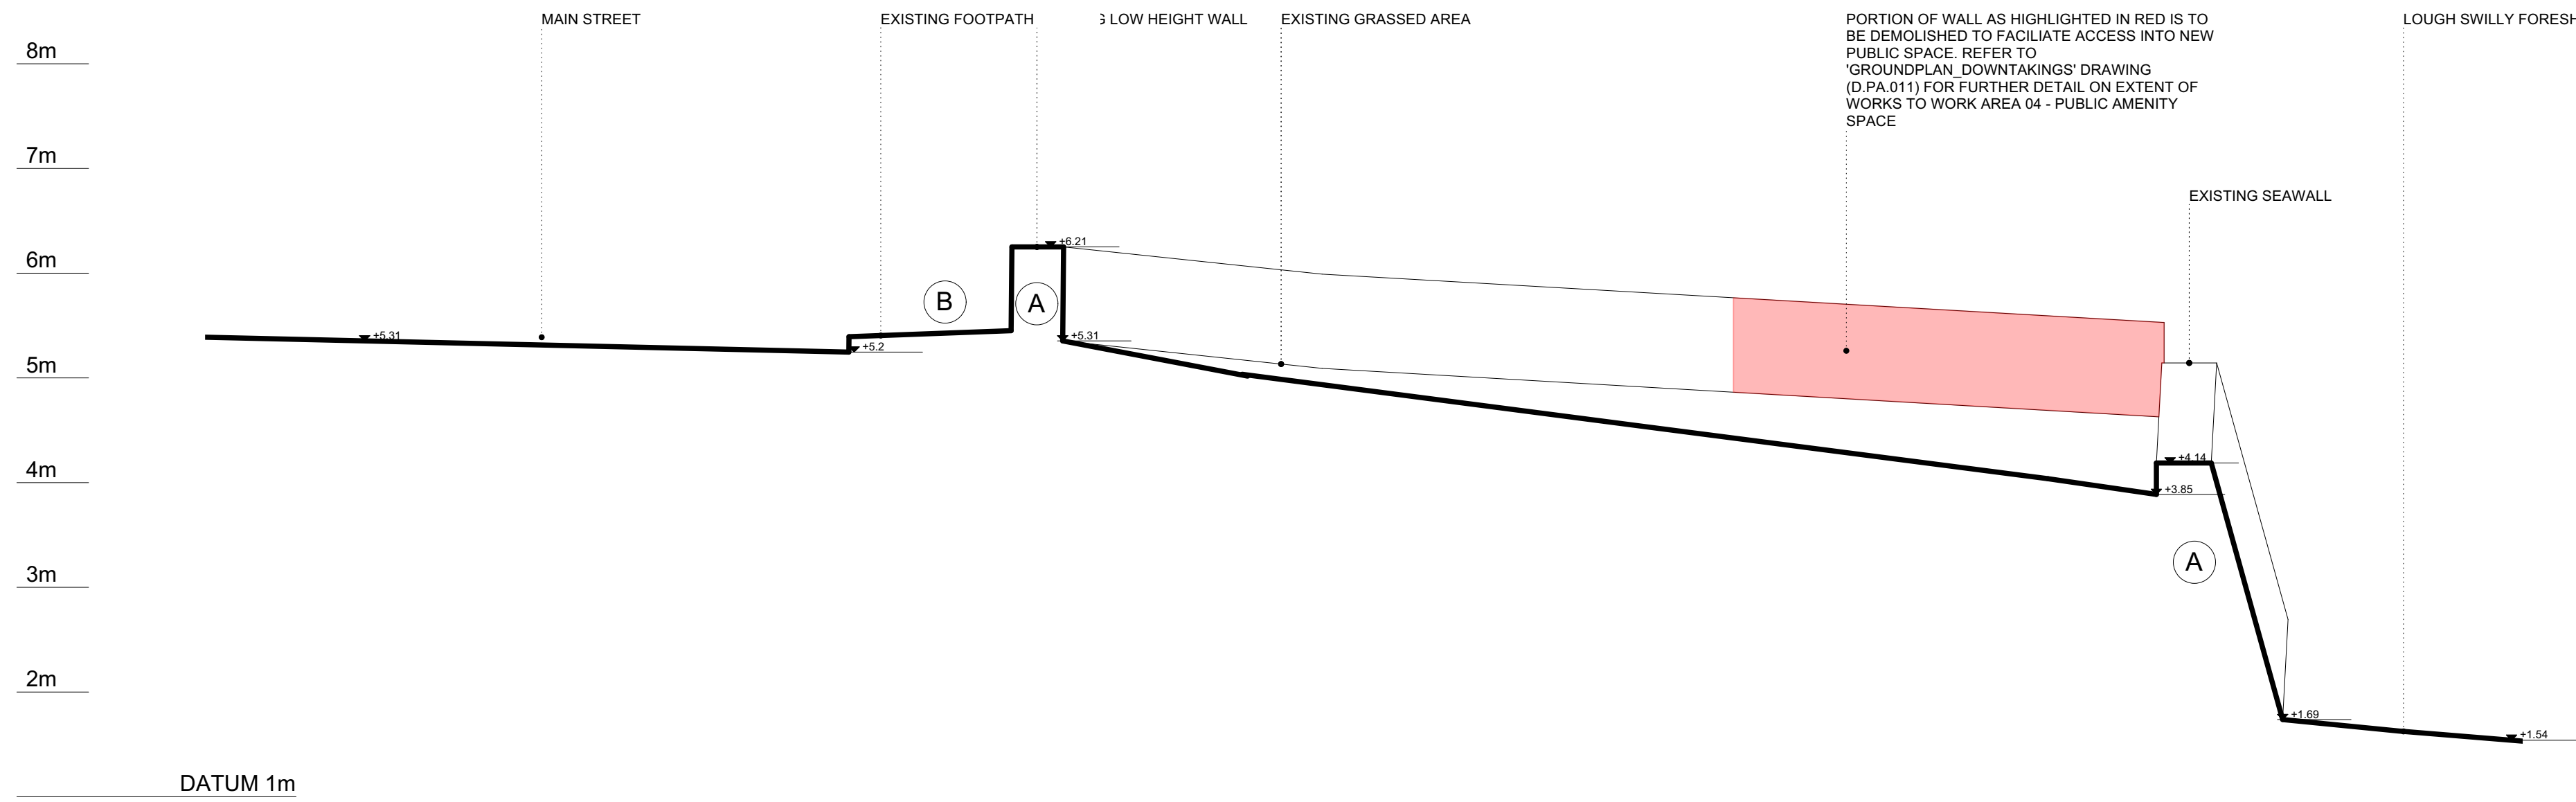 MAIN STREET
EXISTING FOOTPATH
LOW HEIGHT WALL
EXISTING GRASSED AREA
PORTION OF WALL AS HIGHLIGHTED IN RED IS TO
BE DEMOLISHED TO FACILIATE ACCESS INTO NEW
PUBLIC SPACE. REFER TO
'GROUNDPLAN_DOWNTAKINGS' DRAWING
(D.PA.011) FOR FURTHER DETAIL ON EXTENT OF
WORKS TO WORK AREA 04 - PUBLIC AMENITY
SPACE
LOUGH SWILLY FORESH
EXISTING SEAWALL
8m
7m
6m
5m
4m
3m
2m
DATUM 1m
+5.31
+5.2
B
A
+6.21
+5.31
+4.14
+3.85
A
+1.69
+1.54